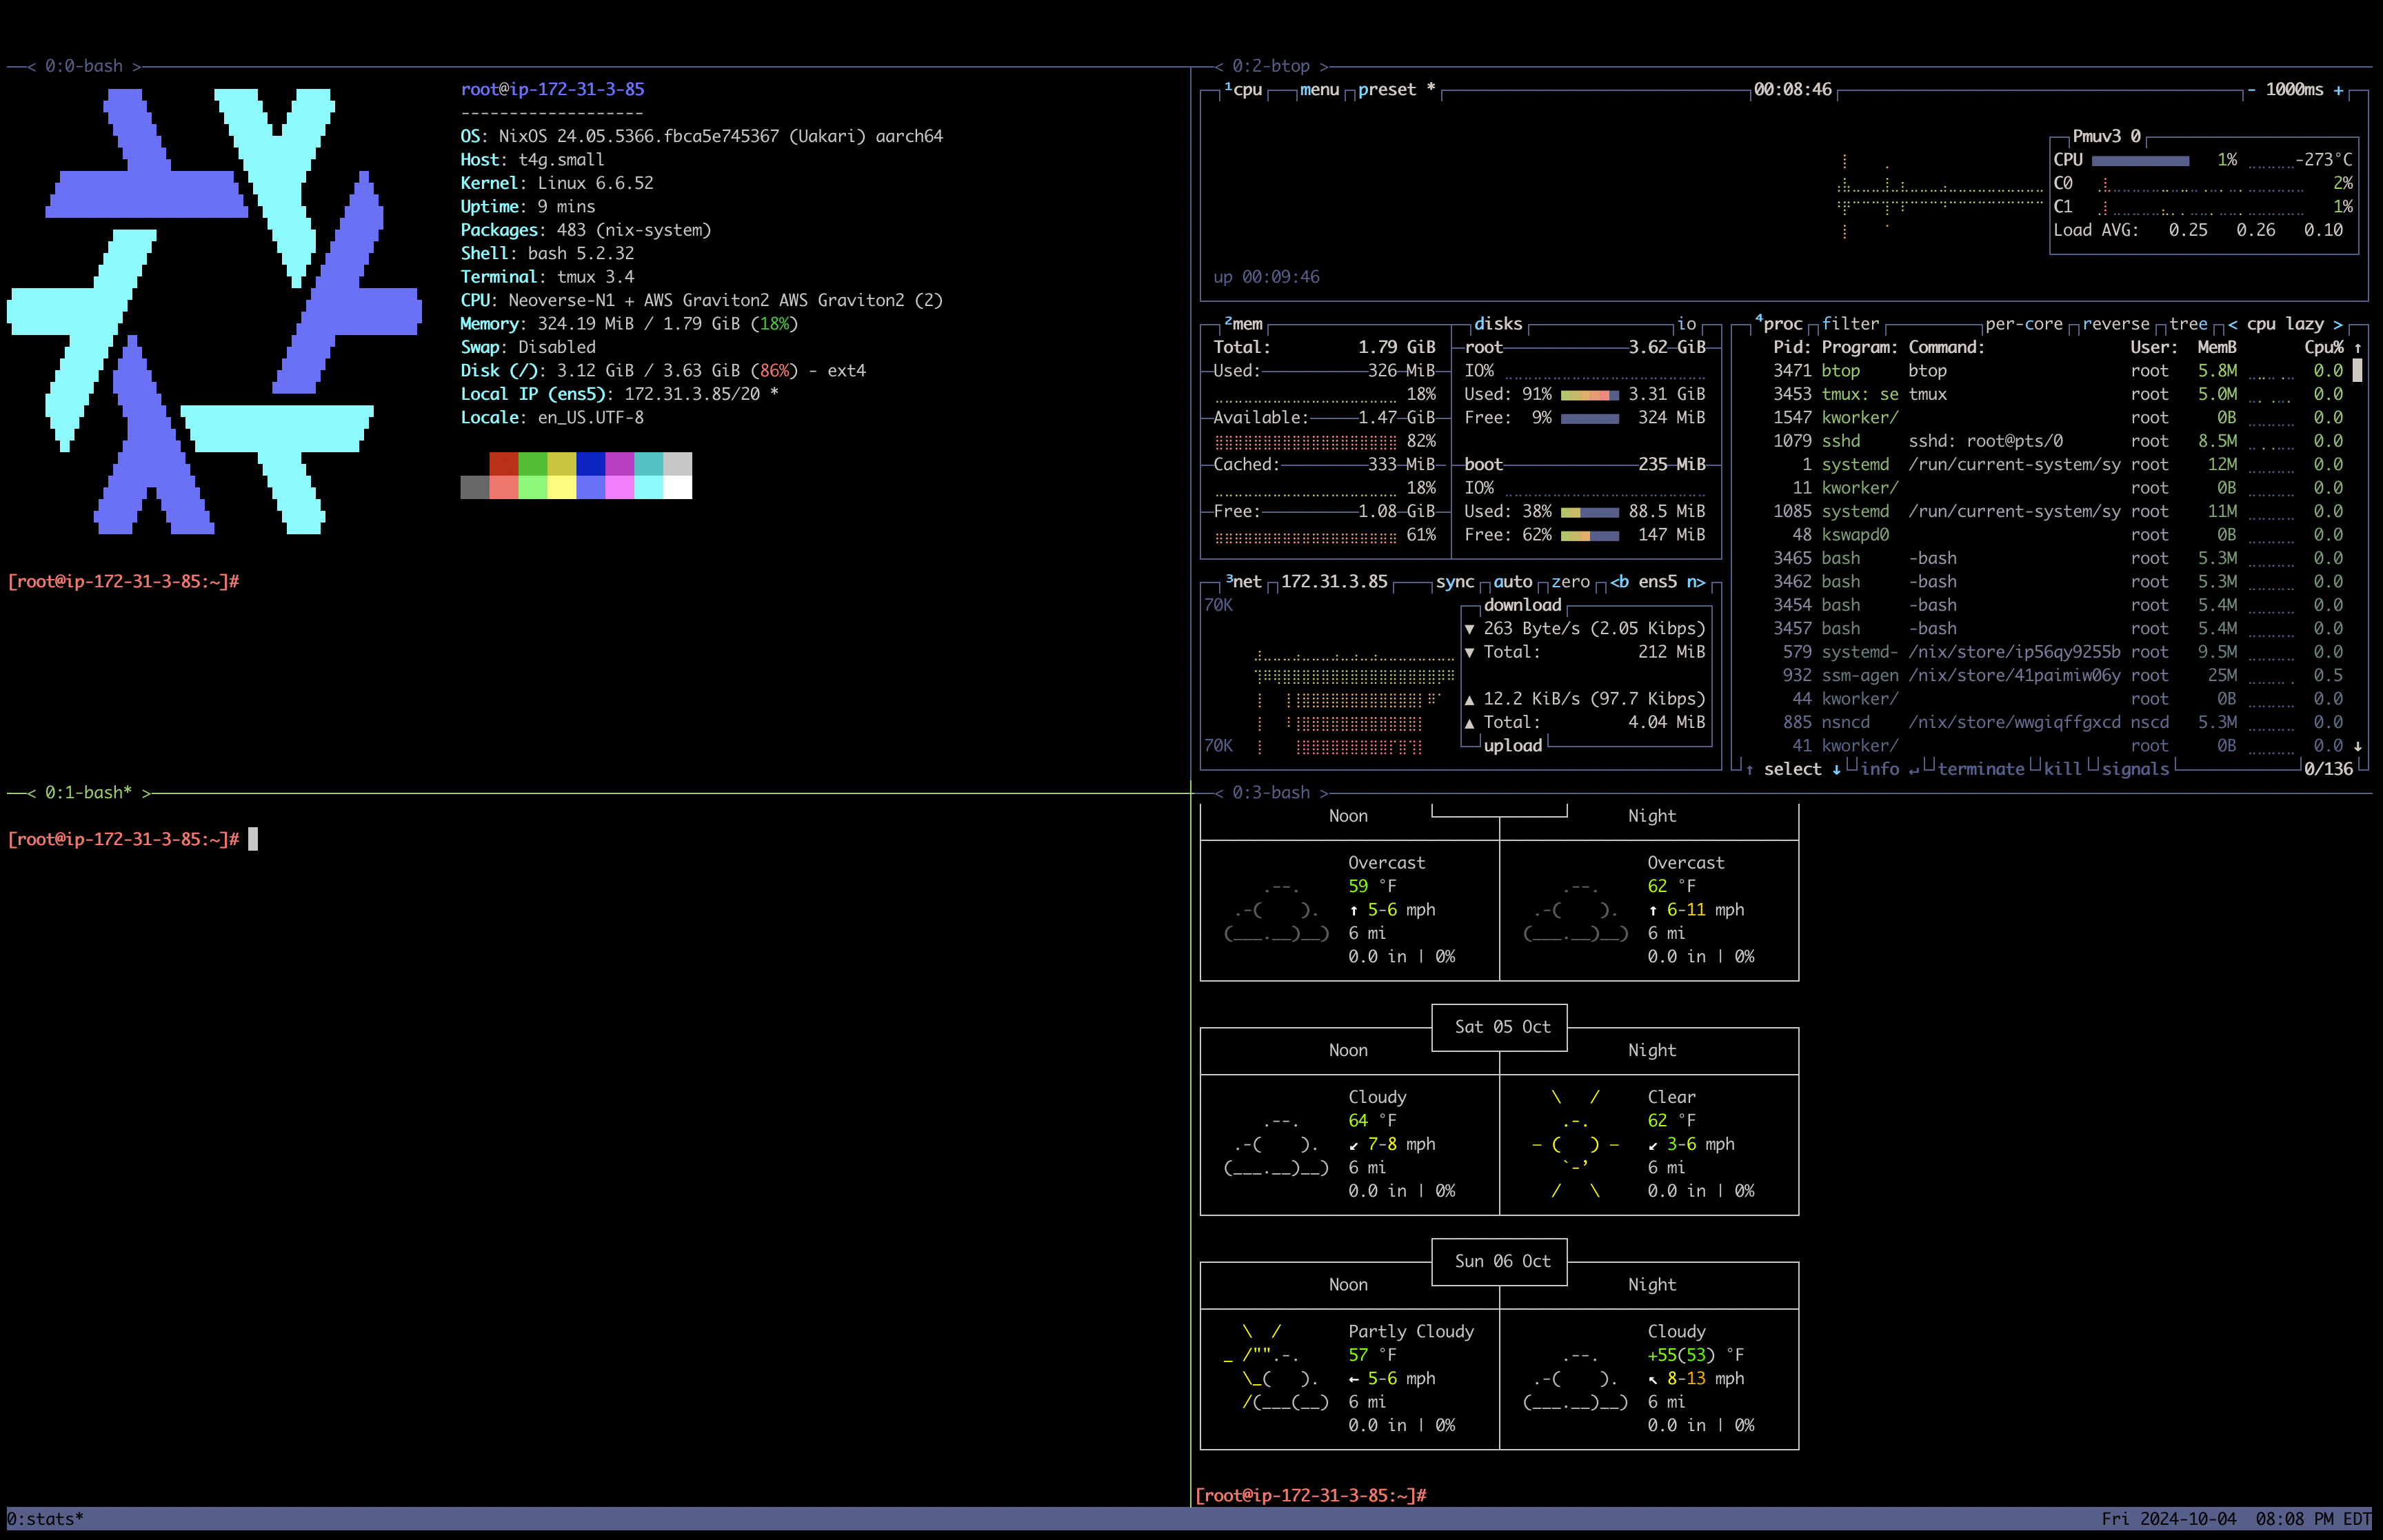 < 0:0-bash >
root@ip-172-31-3-85
-------------------
OS: NixOS 24.05.5366.fbca5e745367 (Uakari) aarch64
Host: t4g.small
Kernel: Linux 6.6.52
Uptime: 9 mins
Packages: 483 (nix-system)
Shell: bash 5.2.32
Terminal: tmux 3.4
CPU: Neoverse-N1 + AWS Graviton2 AWS Graviton2 (2)
Memory: 324.19 MiB / 1.79 GiB (18%)
Swap: Disabled
Disk (/): 3.12 GiB / 3.63 GiB (86%) - ext4
Local IP (ens5): 172.31.3.85/20 *
Locale: en_US.UTF-8
[root@ip-172-31-3-85:~]#
< 0:2-btop >
¹cpu menu preset * 00:08:46 - 1000ms +
Pmuv3 0
CPU 1% -273°C
C0 2%
C1 1%
Load AVG: 0.25 0.26 0.10
up 00:09:46
²mem
Total: 1.79 GiB
Used: 326 MiB
18%
Available: 1.47 GiB
82%
Cached: 333 MiB
18%
Free: 1.08 GiB
61%
disks io
root 3.62 GiB
IO%
Used: 91% 3.31 GiB
Free: 9% 324 MiB
boot 235 MiB
IO%
Used: 38% 88.5 MiB
Free: 62% 147 MiB
³net 172.31.3.85 sync auto zero <b ens5 n>
70K
download
▼ 263 Byte/s (2.05 Kibps)
▼ Total: 212 MiB
▲ 12.2 KiB/s (97.7 Kibps)
▲ Total: 4.04 MiB
70K
upload
⁴proc filter per-core reverse tree < cpu lazy >
Pid: Program: Command: User: MemB Cpu% ↑
3471 btop btop root 5.8M 0.0
3453 tmux: se tmux root 5.0M 0.0
1547 kworker/ root 0B 0.0
1079 sshd sshd: root@pts/0 root 8.5M 0.0
1 systemd /run/current-system/sy root 12M 0.0
11 kworker/ root 0B 0.0
1085 systemd /run/current-system/sy root 11M 0.0
48 kswapd0 root 0B 0.0
3465 bash -bash root 5.3M 0.0
3462 bash -bash root 5.3M 0.0
3454 bash -bash root 5.4M 0.0
3457 bash -bash root 5.4M 0.0
579 systemd- /nix/store/ip56qy9255b root 9.5M 0.0
932 ssm-agen /nix/store/41paimiw06y root 25M 0.5
44 kworker/ root 0B 0.0
885 nsncd /nix/store/wwgiqffgxcd nscd 5.3M 0.0
41 kworker/ root 0B 0.0 ↓
↑ select ↓ info ↵ terminate kill signals 0/136
< 0:1-bash* >
[root@ip-172-31-3-85:~]#
< 0:3-bash >
Noon Night
Overcast Overcast
59 °F 62 °F
↑ 5-6 mph ↑ 6-11 mph
6 mi 6 mi
0.0 in | 0% 0.0 in | 0%
Sat 05 Oct
Noon Night
Cloudy Clear
64 °F 62 °F
↙ 7-8 mph ↙ 3-6 mph
6 mi 6 mi
0.0 in | 0% 0.0 in | 0%
Sun 06 Oct
Noon Night
Partly Cloudy Cloudy
57 °F +55(53) °F
← 5-6 mph ↖ 8-13 mph
6 mi 6 mi
0.0 in | 0% 0.0 in | 0%
[root@ip-172-31-3-85:~]#
0:stats* Fri 2024-10-04 08:08 PM EDT